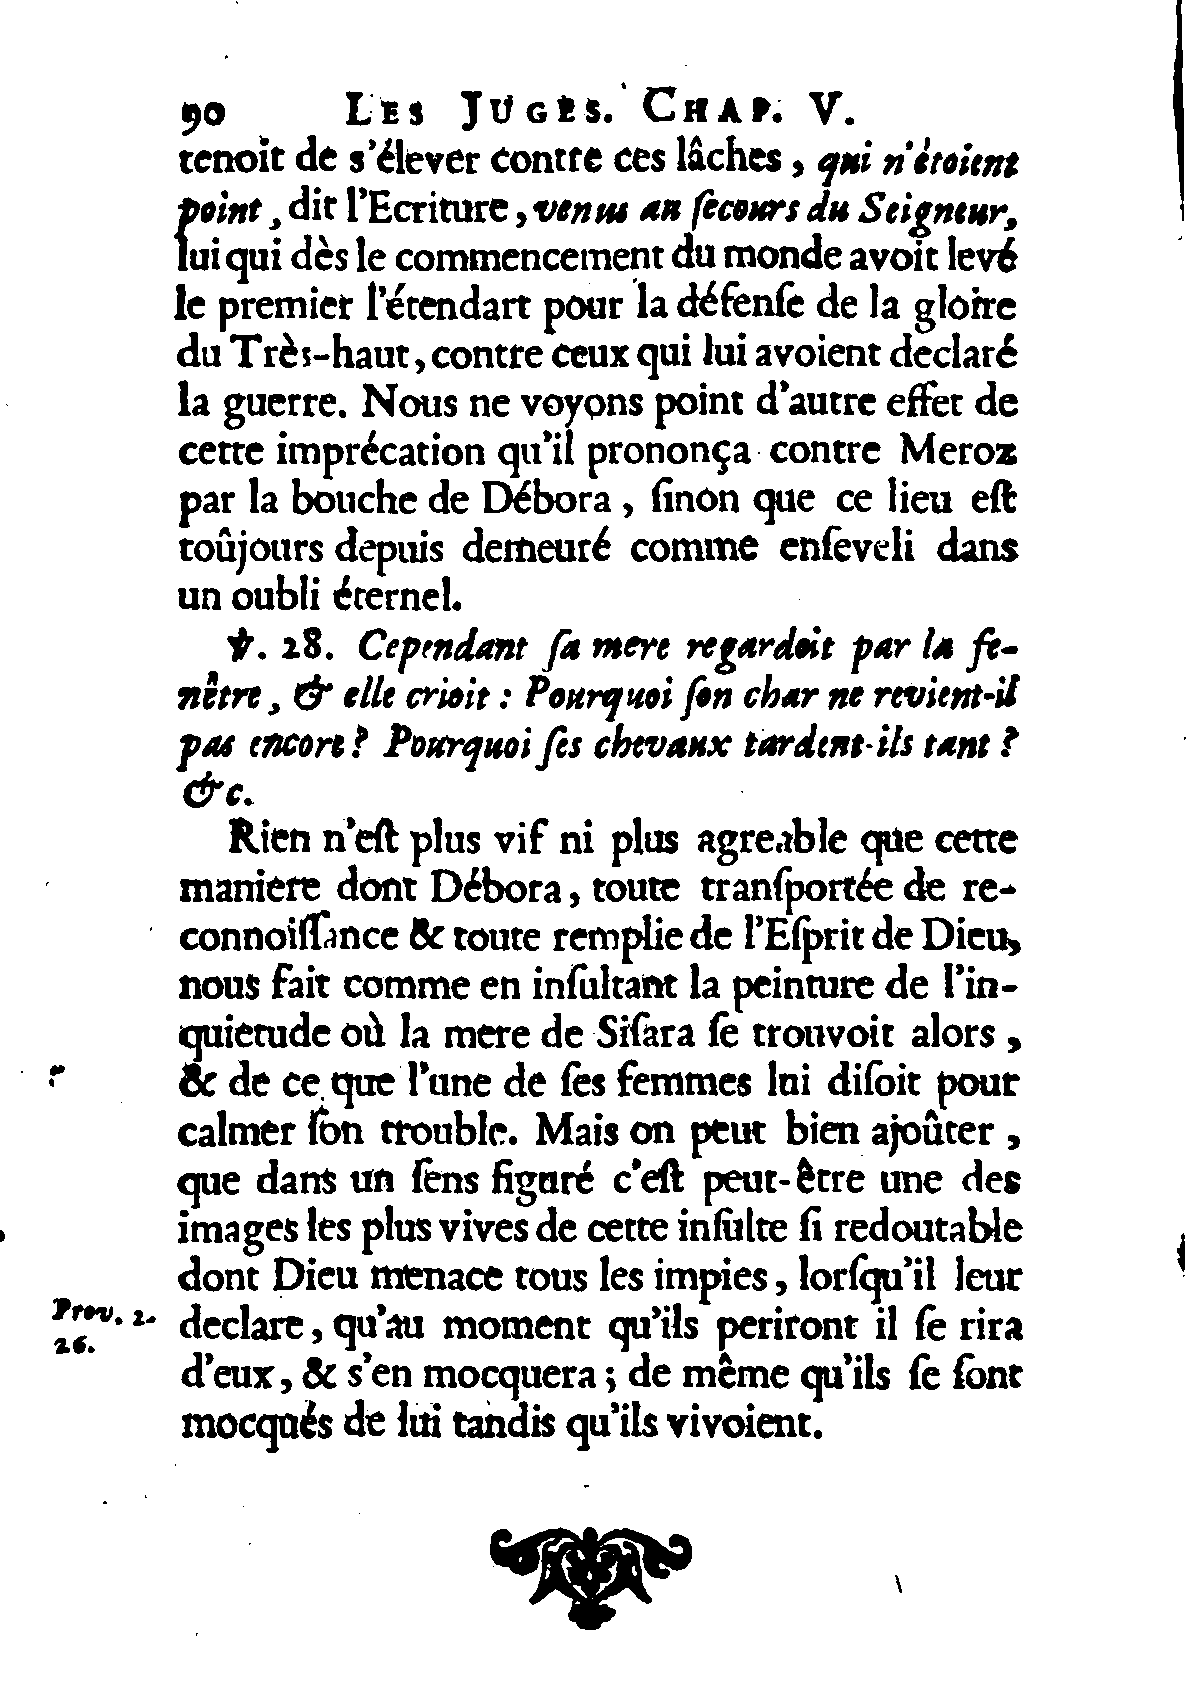 90 LES JUGES. CHAP. V.
tenoit de s'élever contre ces lâches, qui n'étoient
point, dit l'Ecriture, venus au ſecours du Seigneur,
lui qui dès le commencement du monde avoit levé
le premier l'étendart pour la défenſe de la gloire
du Très-haut, contre ceux qui lui avoient declaré
la guerre. Nous ne voyons point d'autre effet de
cette imprécation qu'il prononça contre Meroz
par la bouche de Débora, ſinon que ce lieu eſt
toûjours depuis demeuré comme enſeveli dans
un oubli éternel.
℣. 28. Cependant ſa mere regardoit par la fe-
nêtre, & elle crioit : Pourquoi ſon char ne revient-il
pas encore ? Pourquoi ſes chevaux tardent-ils tant ?
&c.
Rien n'eſt plus vif ni plus agreable que cette
maniere dont Débora, toute tranſportée de re-
connoiſſance & toute remplie de l'Eſprit de Dieu,
nous fait comme en inſultant la peinture de l'in-
quietude où la mere de Siſara ſe trouvoit alors,
& de ce que l'une de ſes femmes lui diſoit pour
calmer ſon trouble. Mais on peut bien ajoûter,
que dans un ſens figuré c'eſt peut-être une des
images les plus vives de cette inſulte ſi redoutable
dont Dieu menace tous les impies, lorſqu'il leur
declare, qu'au moment qu'ils periront il ſe rira
d'eux, & s'en mocquera ; de même qu'ils ſe ſont
mocqués de lui tandis qu'ils vivoient.
Prov. 2.
26.